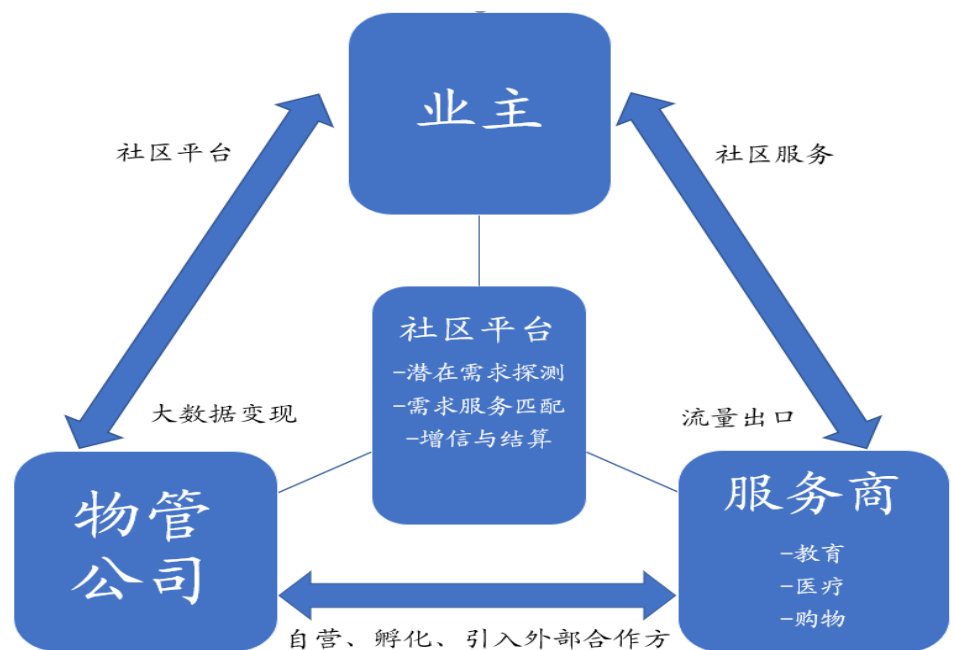 业主
社区平台
社区服务
社区平台
–潜在需求探测
–需求服务匹配
–增信与结算
大数据变现
流量出口
物管
公司
服务商
–教育
–医疗
–购物
自营、孵化、引入外部合作方